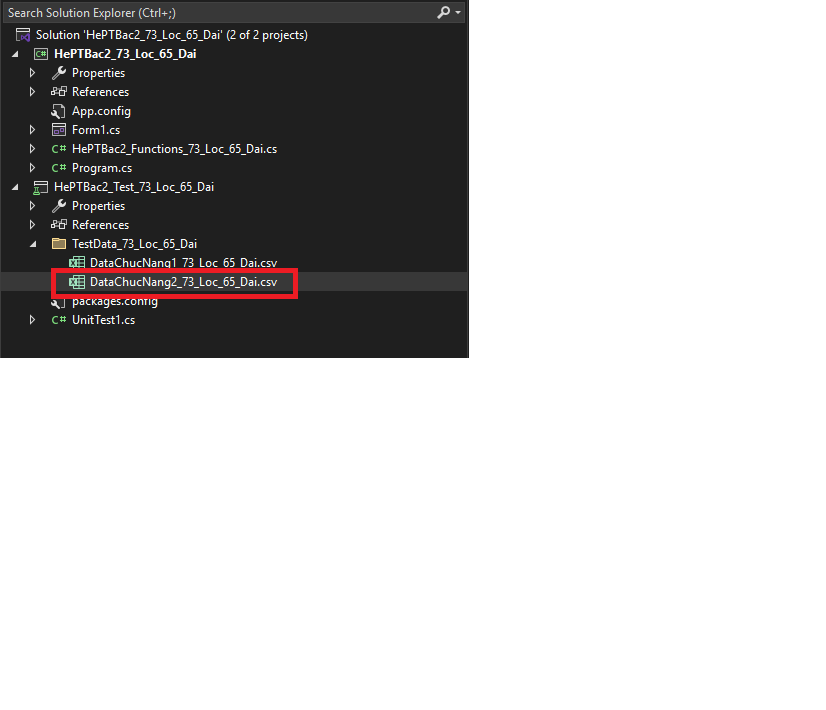 Search Solution Explorer (Ctrl+;)
Solution 'HePTBac2_73_Loc_65_Dai' (2 of 2 projects)
C# HePTBac2_73_Loc_65_Dai
Properties
References
App.config
Form1.cs
C# HePTBac2_Functions_73_Loc_65_Dai.cs
C# Program.cs
HePTBac2_Test_73_Loc_65_Dai
Properties
References
TestData_73_Loc_65_Dai
DataChucNang1_73_Loc_65_Dai.csv
DataChucNang2_73_Loc_65_Dai.csv
packages.config
C# UnitTest1.cs